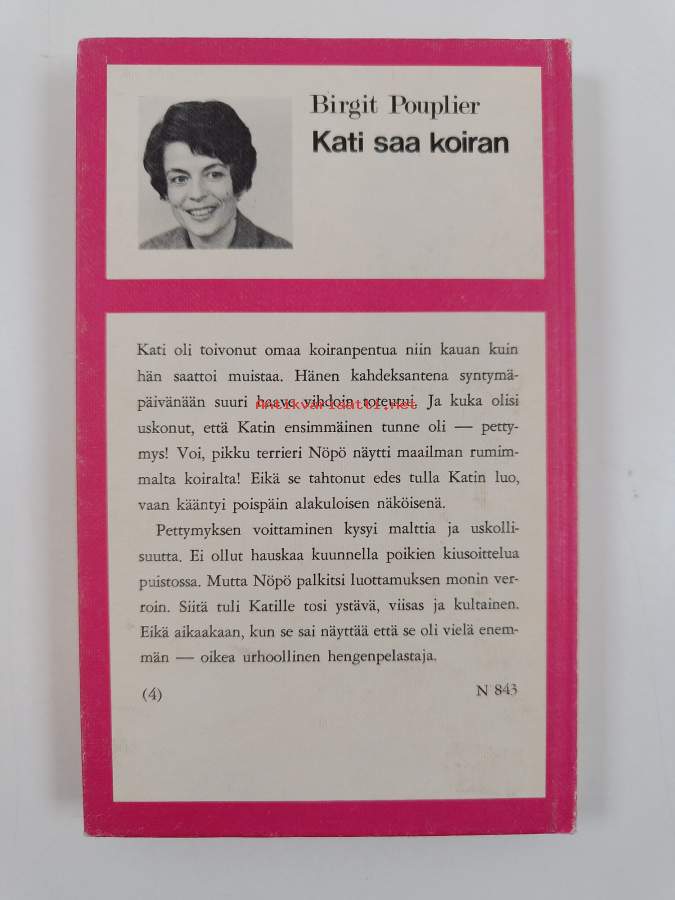 Birgit Pouplier
Kati saa koiran
Kati oli toivonut omaa koiranpentua niin kauan kuin
hän saattoi muistaa. Hänen kahdeksantena syntymä-
päivänään suuri haave vihdoin toteutui. Ja kuka olisi
antikvariaatti.net
uskonut, että Katin ensimmäinen tunne oli — petty-
mys! Voi, pikku terrieri Nöpö näytti maailman rumim-
malta koiralta! Eikä se tahtonut edes tulla Katin luo,
vaan kääntyi poispäin alakuloisen näköisenä.
Pettymyksen voittaminen kysyi malttia ja uskolli-
suutta. Ei ollut hauskaa kuunnella poikien kiusoittelua
puistossa. Mutta Nöpö palkitsi luottamuksen monin ver-
roin. Siitä tuli Katille tosi ystävä, viisas ja kultainen.
Eikä aikaakaan, kun se sai näyttää että se oli vielä enem-
män — oikea urhoollinen hengenpelastaja.
(4)
N 843